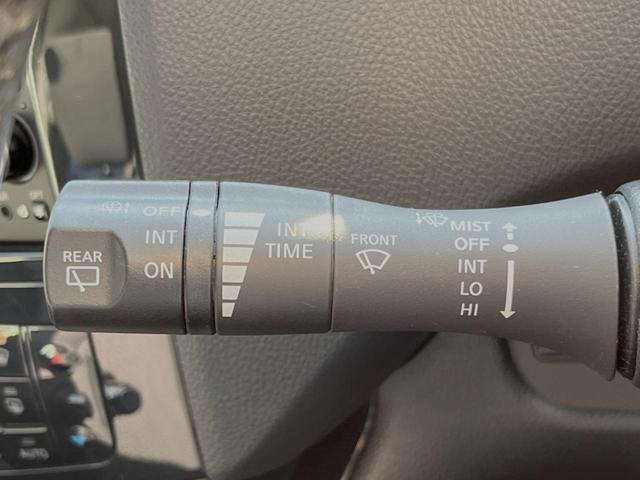 REAR
OFF
INT
ON
INT
TIME
FRONT
MIST
OFF
INT
LO
HI
AUTO